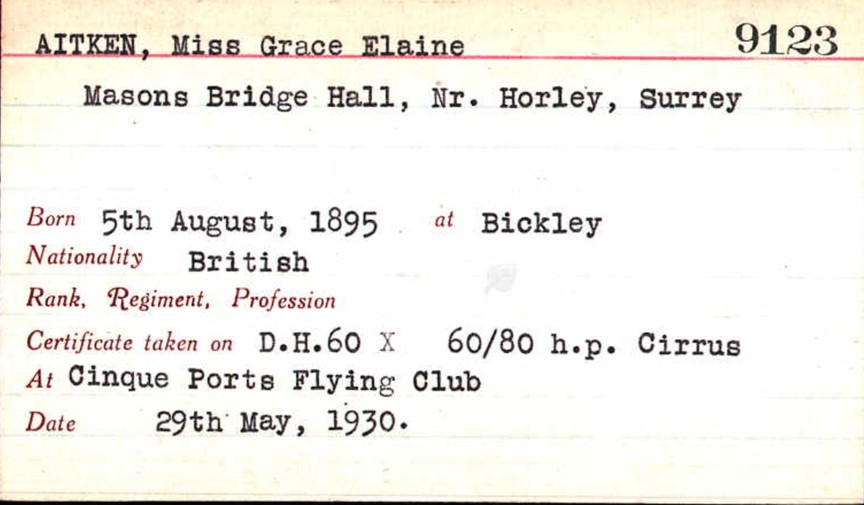 AITKEN, Miss Grace Elaine 9123
Masons Bridge Hall, Nr. Horley, Surrey
Born 5th August, 1895 at Bickley
Nationality British
Rank, Regiment, Profession
Certificate taken on D.H.60 X 60/80 h.p. Cirrus
At Cinque Ports Flying Club
Date 29th May, 1930.